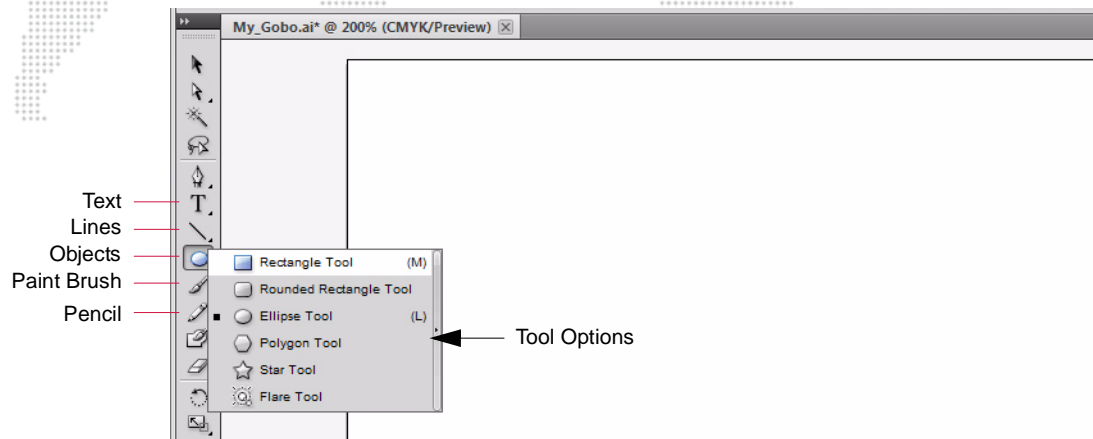 My_Gobo.ai* @ 200% (CMYK/Preview)
Text
T
Lines
Objects
Paint Brush
Pencil
Rectangle Tool (M)
Rounded Rectangle Tool
Ellipse Tool (L)
Polygon Tool
Star Tool
Flare Tool
Tool Options